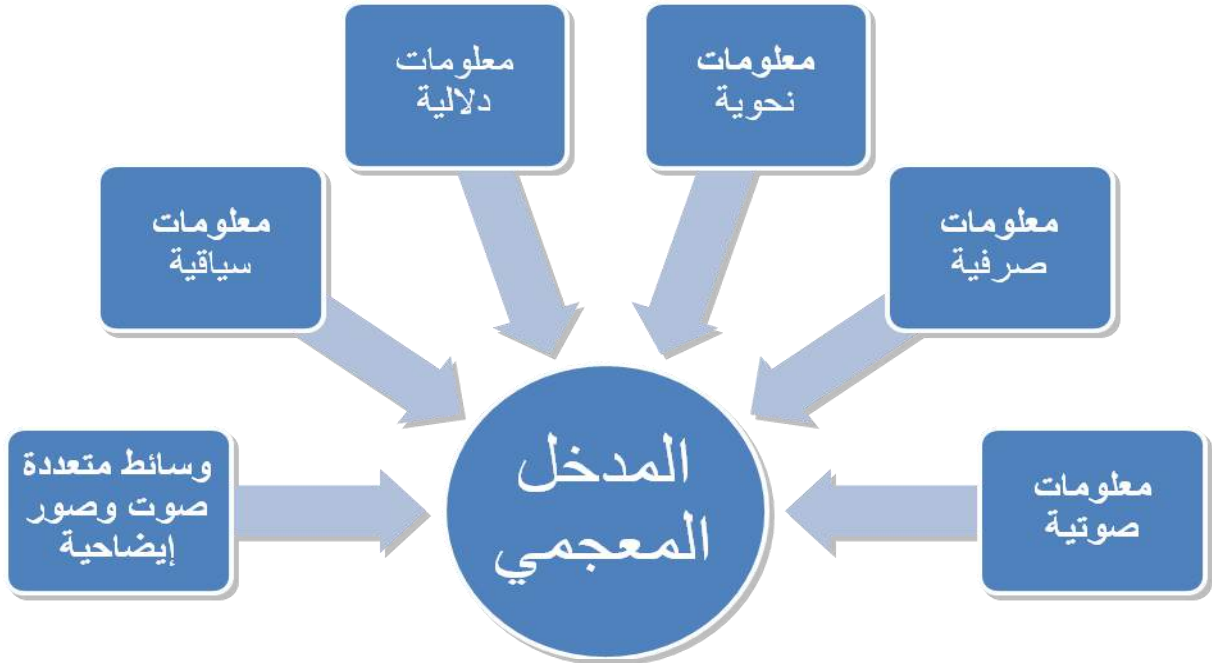 معلومات
نحوية
معلومات
دلالية
معلومات
صرفية
معلومات
سياقية
معلومات
صوتية
وسائط متعددة
صوت وصور
إيضاحية
المدخل
المعجمي